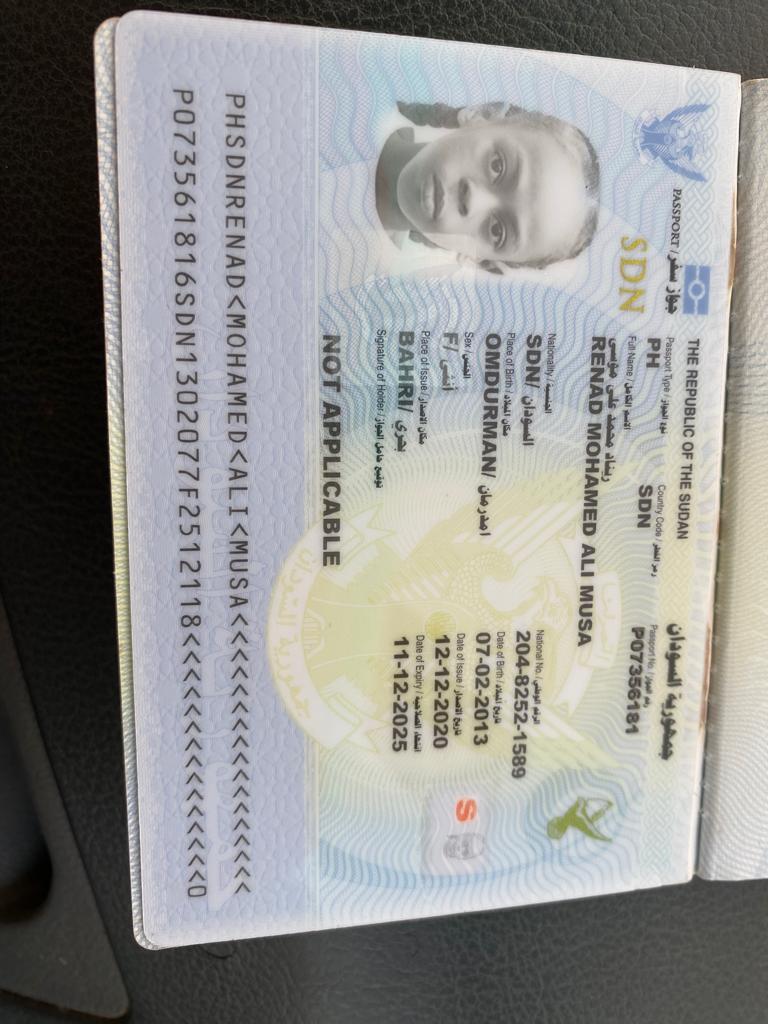 THE REPUBLIC OF THE SUDAN جمهورية السودان
PASSPORT / جواز سفر
Passport Type / نوع الجواز Country Code / رمز القطر Passport No. / رقم الجواز
PH SDN P07356181
SDN
Full Name / الاسم الكامل
ريناد محمد علي موسى
RENAD MOHAMED ALI MUSA
Nationality / الجنسية National No. / الرقم الوطني
SDN/ السودان 204-8252-1589
Place of Birth / مكان الميلاد Date of Birth / تاريخ الميلاد
OMDURMAN/ امدرمان 07-02-2013
Sex / الجنس Date of Issue / تاريخ الاصدار
F/ أنثى 12-12-2020
Place of Issue / مكان الاصدار Date of Expiry / انتهاء الصلاحية
BAHRI/ بحري 11-12-2025
Signature of Holder / توقيع حامل الجواز
NOT APPLICABLE
S
جمهورية السودان
PHSDNRENAD<MOHAMED<ALI<MUSA<<<<<<<<<<<<<<<<<
P073561816SDN1302077F2512118<<<<<<<<<<<<<<<0